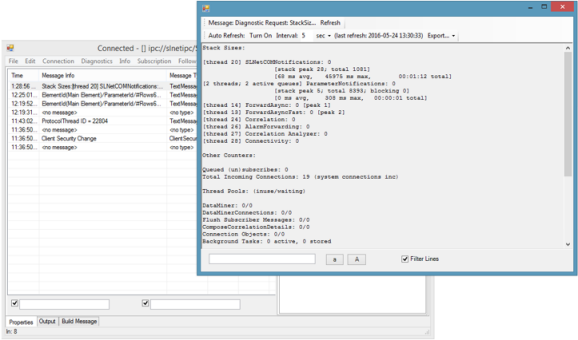 Message: Diagnostic Request: StackSiz... Refresh
Auto Refresh: Turn On Interval: 5 sec (last refresh: 2016-05-24 13:30:33) Export...
Stack Sizes:
[thread 20] SLNetCOMNotifications: 0
[stack peak 28; total 1081]
[68 ms avg, 45975 ms max, 00:01:12 total]
[2 threads; 2 active queues] ParameterNotifications: 0
[stack peak 5; total 8393; blocking 0]
[0 ms avg, 508 ms max, 00:00:01 total]
[thread 14] ForwardAsync: 0 [peak 1]
[thread 13] ForwardAsyncFast: 0 [peak 2]
[thread 24] Correlation: 0
[thread 26] AlarmForwarding: 0
[thread 27] Correlation Analyzer: 0
[thread 28] Connectivity: 0
Other Counters:
Queued (un)subscribes: 0
Total Incoming Connections: 19 (system connections inc)
Thread Pools: (inuse/waiting)
DataMiner: 0/0
DataMinerConnections: 0/0
Flush Subscriber Messages: 0/0
ComposeCorrelationDetails: 0/0
Connection Objects: 0/0
Background Tasks: 0 active, 0 stored
a A Filter Lines
Connected - [] ipc://slnetipc/S
File Edit Connection Diagnostics Info Subscription Follow
Time Message Info Message T
1:28:56 ... Stack Sizes:[thread 20] SLNetCOMNotifications:... TextMessa
12:25:01... ElementId(Main Element)/ParameterId/#Rows6... TextMessa
12:19:52... ElementId(Main Element)/ParameterId/#Rows6... TextMessa
12:19:31... <no message> <no type>
11:43:02... ProtocolThread ID = 22804 TextMessa
11:36:50... <no message> <no type>
11:36:50... Client Security Change ClientSecurity
11:36:50... <no message> <no type>
Properties Output Build Message
In: 8